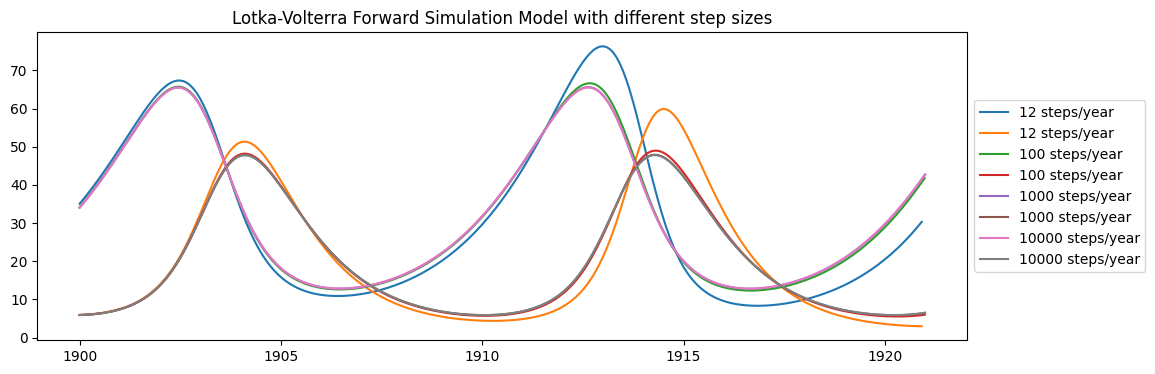 Lotka-Volterra Forward Simulation Model with different step sizes
70
60
50
40
30
20
10
0
1900
1905
1910
1915
1920
12 steps/year
12 steps/year
100 steps/year
100 steps/year
1000 steps/year
1000 steps/year
10000 steps/year
10000 steps/year